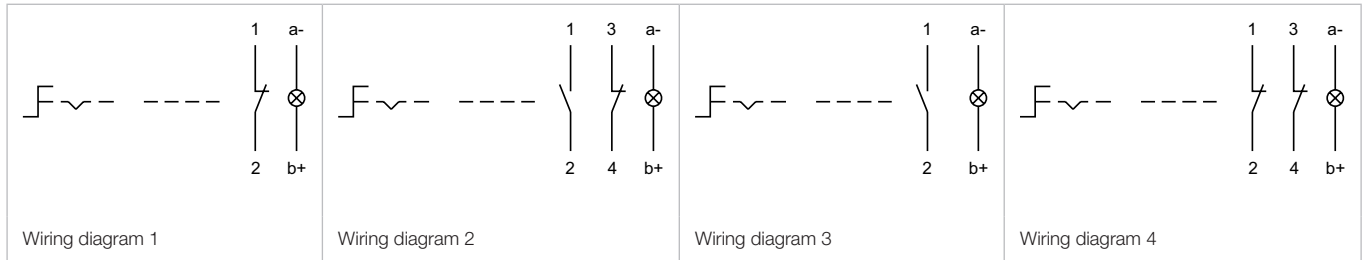 1 a-
2 b+
Wiring diagram 1
1 3 a-
2 4 b+
Wiring diagram 2
1 a-
2 b+
Wiring diagram 3
1 3 a-
2 4 b+
Wiring diagram 4